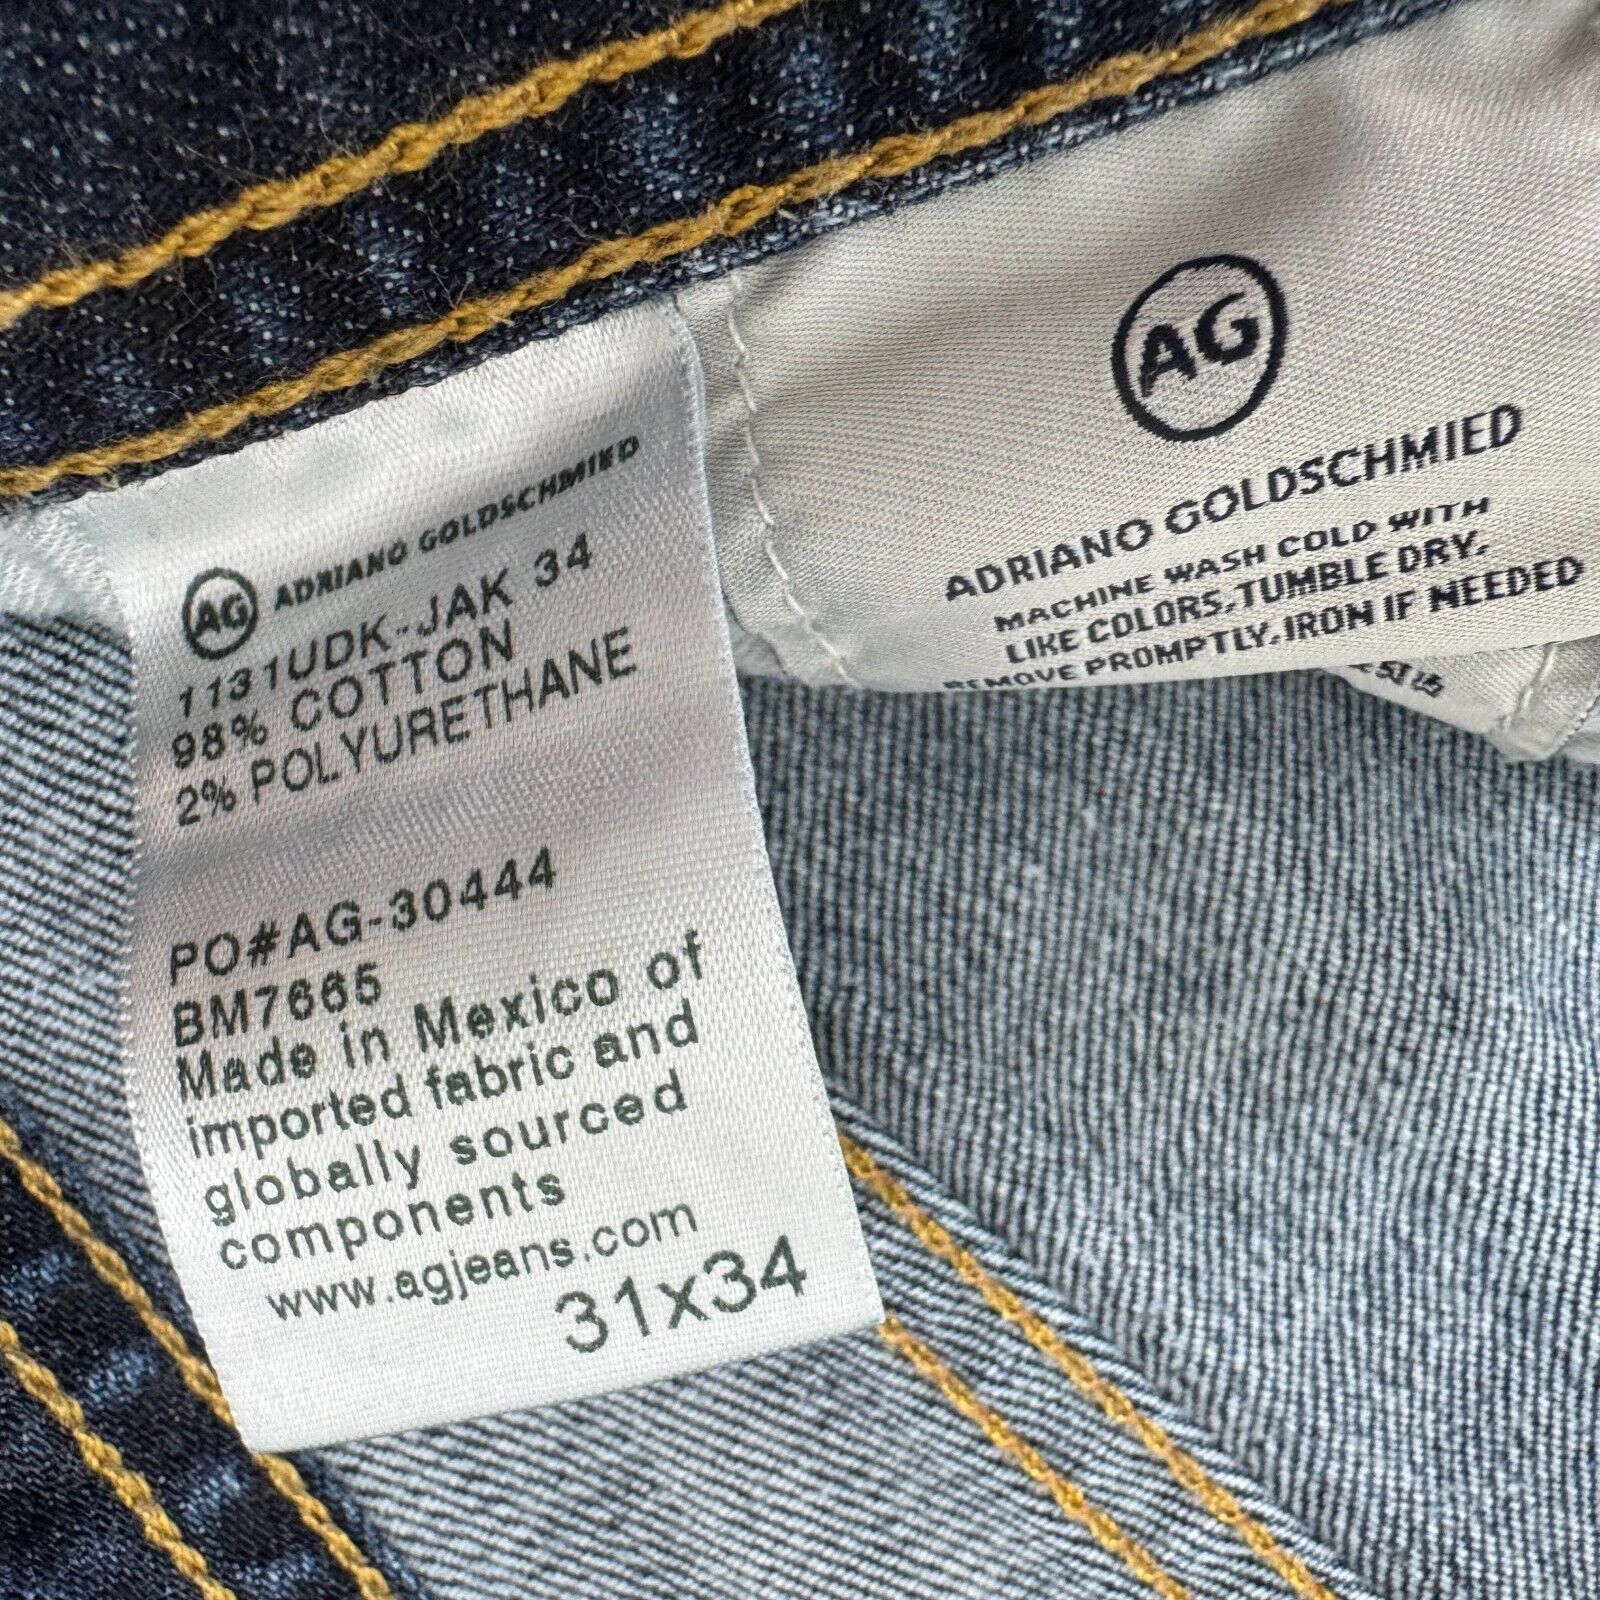 AG ADRIANO GOLDSCHMIED
1131UDK-JAK 34
98% COTTON
2% POLYURETHANE
PO#AG-30444
BM7665
Made in Mexico of
imported fabric and
globally sourced
components
www.agjeans.com
31x34
AG
ADRIANO GOLDSCHMIED
MACHINE WASH COLD WITH
LIKE COLORS, TUMBLE DRY,
REMOVE PROMPTLY, IRON IF NEEDED